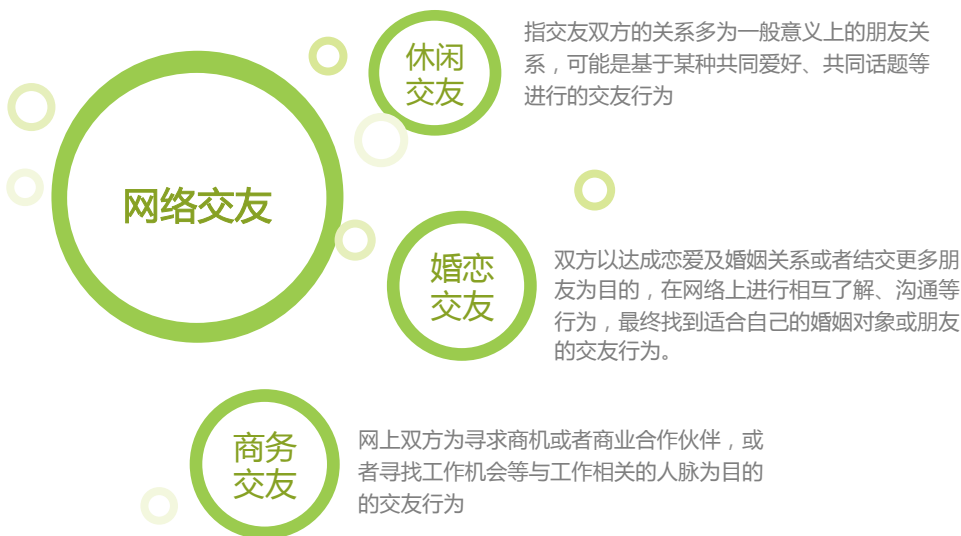 网络交友
休闲
交友
指交友双方的关系多为一般意义上的朋友关
系，可能是基于某种共同爱好、共同话题等
进行的交友行为
婚恋
交友
双方以达成恋爱及婚姻关系或者结交更多朋
友为目的，在网络上进行相互了解、沟通等
行为，最终找到适合自己的婚姻对象或朋友
的交友行为。
商务
交友
网上双方为寻求商机或者商业合作伙伴，或
者寻找工作机会等与工作相关的人脉为目的
的交友行为